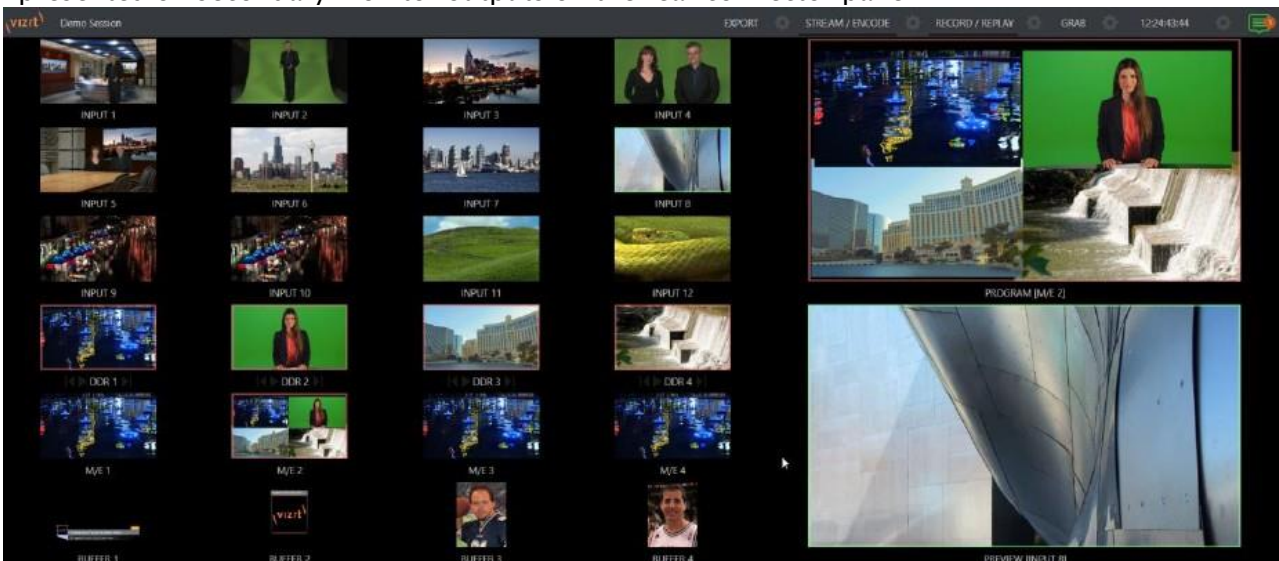 vizrt Demo Session EXPORT STREAM / ENCODE RECORD / REPLAY GRAB 12:24:43:44
INPUT 1 INPUT 2 INPUT 3 INPUT 4
INPUT 5 INPUT 6 INPUT 7 INPUT 8
INPUT 9 INPUT 10 INPUT 11 INPUT 12
PROGRAM [M/E 2]
DDR 1 DDR 2 DDR 3 DDR 4
M/E 1 M/E 2 M/E 3 M/E 4
vizrt
BUFFER 1 BUFFER 2 BUFFER 3 BUFFER 4
PREVIEW [INPUT 8]